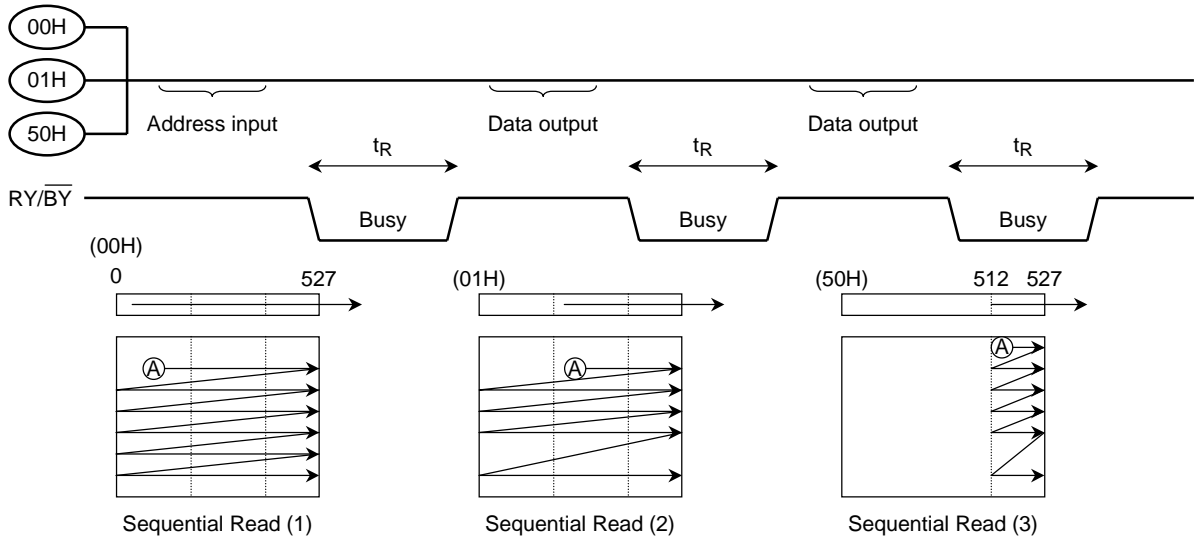 00H
01H
50H
Address input
Data output
Data output
tR
tR
tR
RY/BY
Busy
Busy
Busy
(00H)
0
527
(01H)
(50H)
512
527
A
A
A
Sequential Read (1)
Sequential Read (2)
Sequential Read (3)